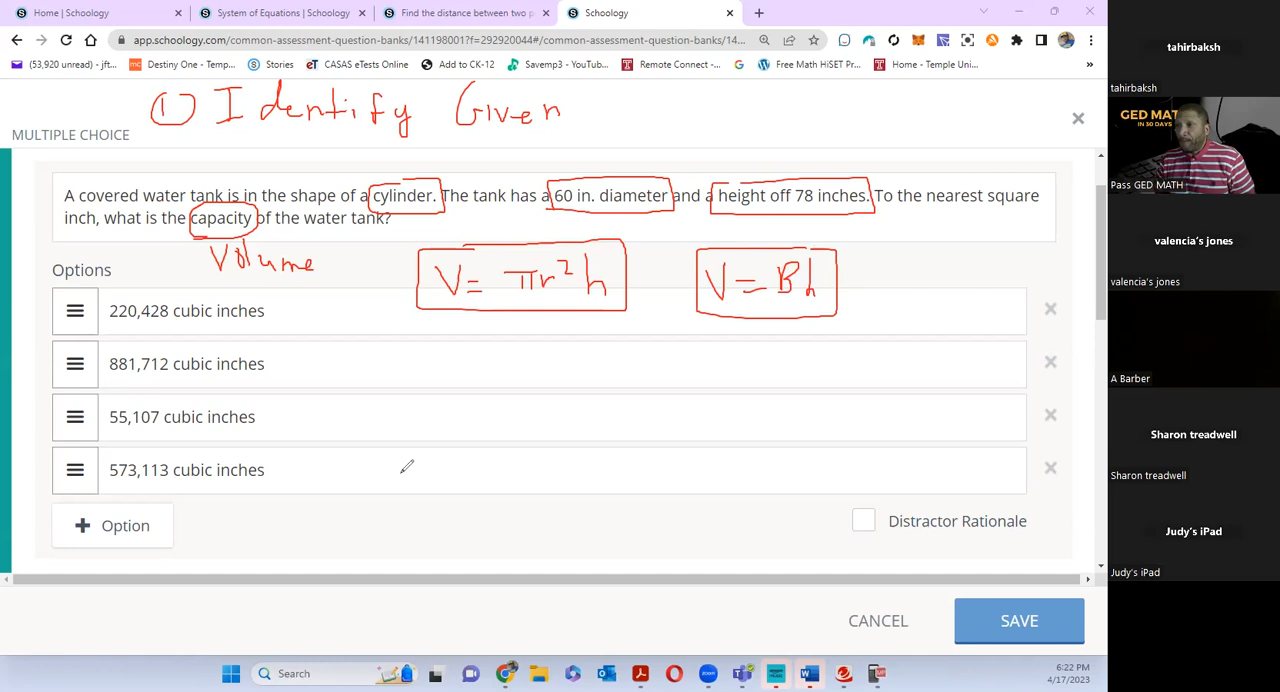 Home | Schoology
System of Equations | Schoology
Find the distance between two p
Schoology
app.schoology.com/common-assessment-question-banks/141198001?f=292920044#/common-assessment-question-banks/14...
(53,920 unread) - jft...
Destiny One - Temp...
Stories
CASAS eTests Online
Add to CK-12
Savemp3 - YouTub...
Remote Connect -...
Free Math HiSET Pr...
Home - Temple Uni...
① Identify Given
MULTIPLE CHOICE
A covered water tank is in the shape of a cylinder. The tank has a 60 in. diameter and a height off 78 inches. To the nearest square
inch, what is the capacity of the water tank?
Volume
V = πr²h
V = Bh
Options
220,428 cubic inches
881,712 cubic inches
55,107 cubic inches
573,113 cubic inches
Option
Distractor Rationale
CANCEL
SAVE
Search
6:22 PM
4/17/2023
tahirbaksh
tahirbaksh
GED MAT
IN 30 DAYS
Pass GED MATH
valencia's jones
valencia's jones
A Barber
Sharon treadwell
Sharon treadwell
Judy's iPad
Judy's iPad